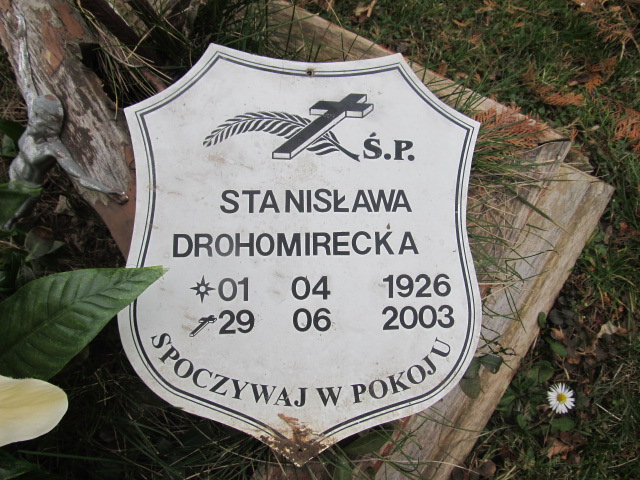 Ś.P.
STANISŁAWA
DROHOMIRECKA
01 04 1926
29 06 2003
SPOCZYWAJ W POKOJU